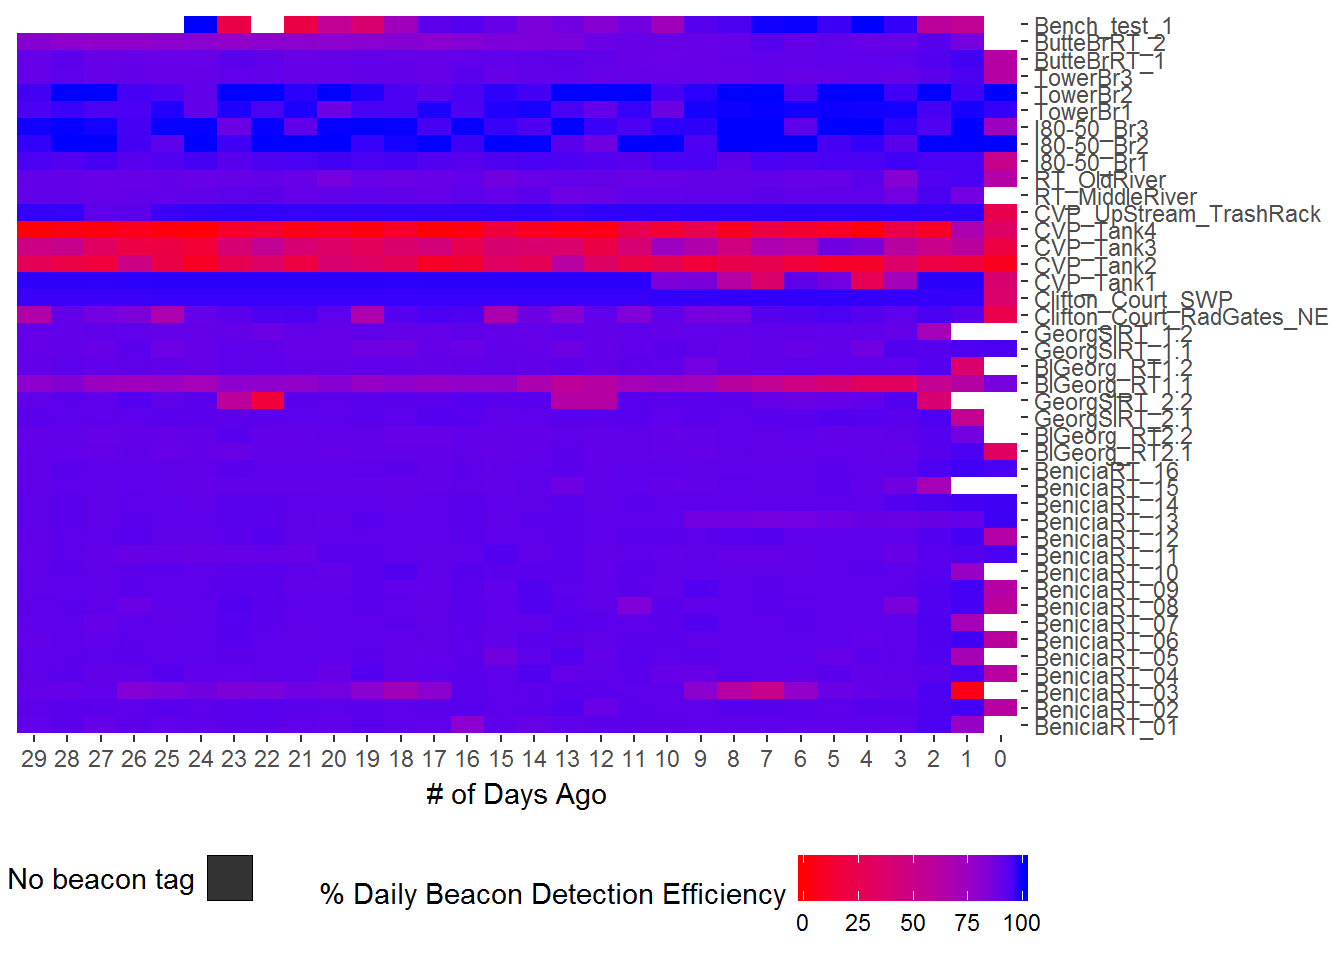 Bench_test_1
ButteBrRT_2
ButteBrRT_1
TowerBr3
TowerBr2
TowerBr1
I80-50_Br3
I80-50_Br2
I80-50_Br1
RT_OldRiver
RT_MiddleRiver
CVP_UpStream_TrashRack
CVP_Tank4
CVP_Tank3
CVP_Tank2
CVP_Tank1
Clifton_Court_SWP
Clifton_Court_RadGates_NE
GeorgSlRT_1.2
GeorgSlRT_1.1
BlGeorg_RT1.2
BlGeorg_RT1.1
GeorgSlRT_2.2
GeorgSlRT_2.1
BlGeorg_RT2.2
BlGeorg_RT2.1
BeniciaRT_16
BeniciaRT_15
BeniciaRT_14
BeniciaRT_13
BeniciaRT_12
BeniciaRT_11
BeniciaRT_10
BeniciaRT_09
BeniciaRT_08
BeniciaRT_07
BeniciaRT_06
BeniciaRT_05
BeniciaRT_04
BeniciaRT_03
BeniciaRT_02
BeniciaRT_01
29 28 27 26 25 24 23 22 21 20 19 18 17 16 15 14 13 12 11 10 9 8 7 6 5 4 3 2 1 0
# of Days Ago
No beacon tag
% Daily Beacon Detection Efficiency
0 25 50 75 100